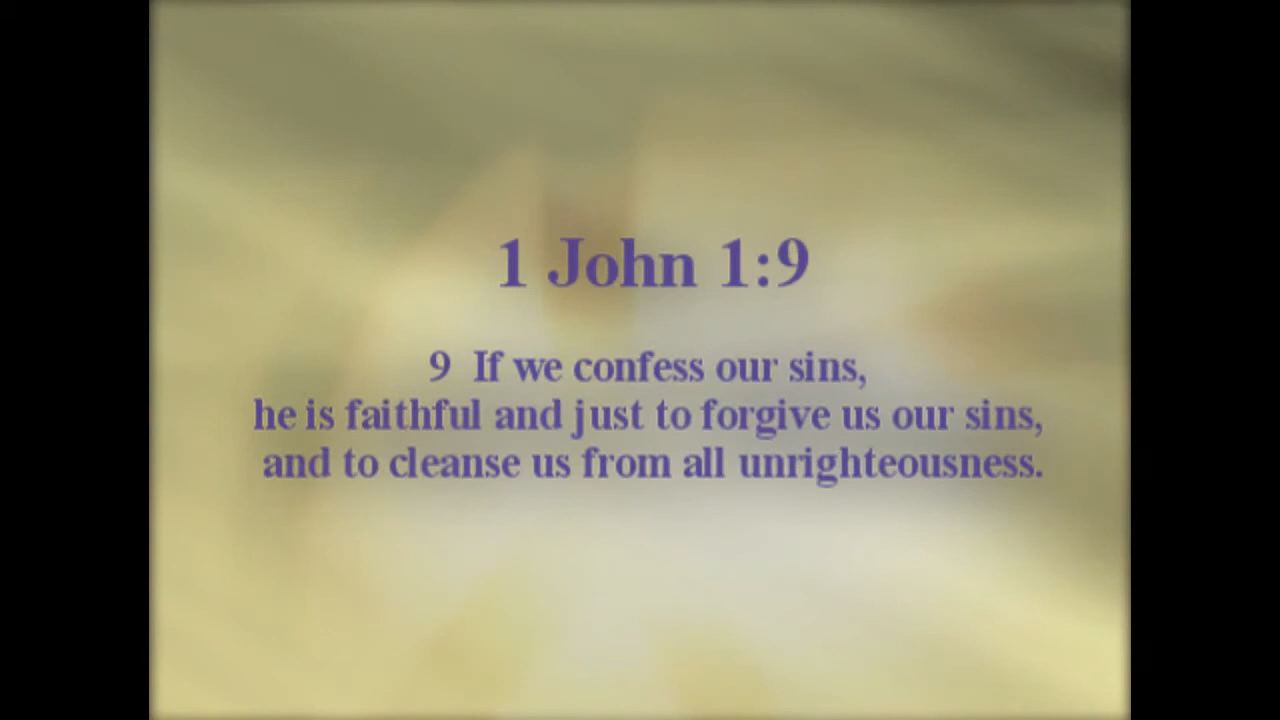 1 John 1:9
9 If we confess our sins,
he is faithful and just to forgive us our sins,
and to cleanse us from all unrighteousness.